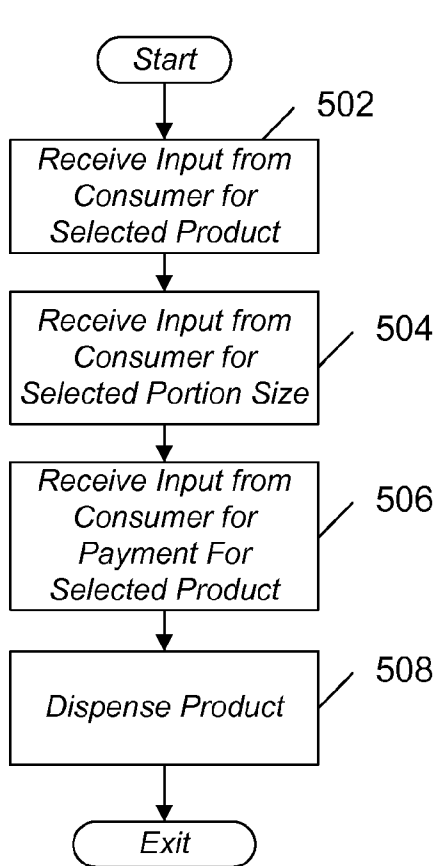 Start
502
Receive Input from
Consumer for
Selected Product
Receive Input from
Consumer for
Selected Portion Size
504
Receive Input from
Consumer for
Payment For
Selected Product
506
Dispense Product
508
Exit